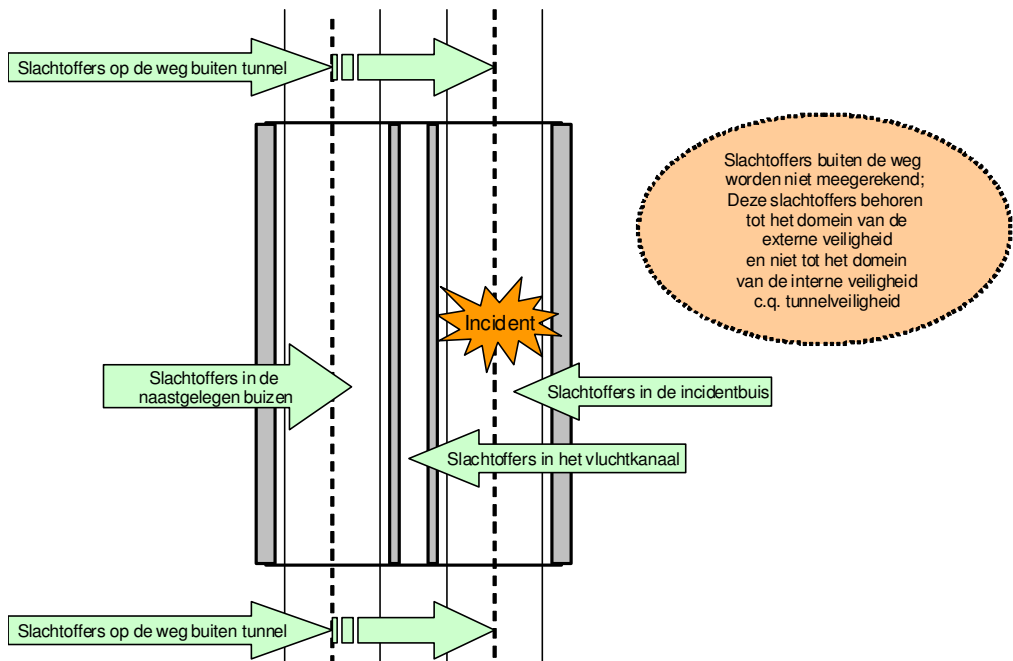 Slachtoffers op de weg buiten tunnel
Slachtoffers buiten de weg
worden niet meegerekend;
Deze slachtoffers behoren
tot het domein van de
externe veiligheid
en niet tot het domein
van de interne veiligheid
c.q. tunnelveiligheid
Incident
Slachtoffers in de
naastgelegen buizen
Slachtoffers in de incidentbuis
Slachtoffers in het vluchtkanaal
Slachtoffers op de weg buiten tunnel